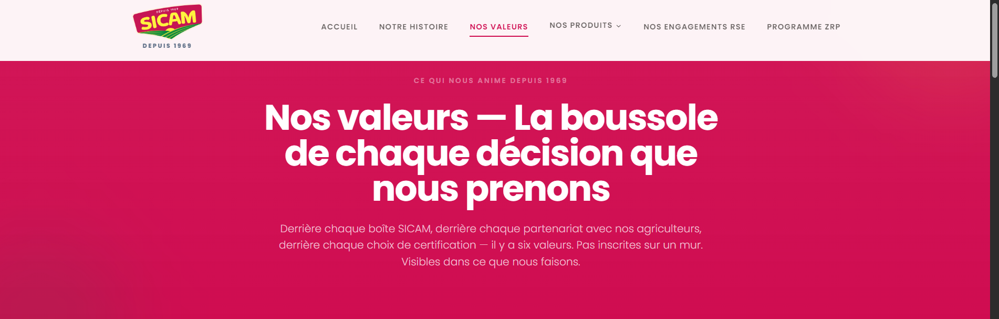 DEPUIS 1969
SICAM
DEPUIS 1969
ACCUEIL
NOTRE HISTOIRE
NOS VALEURS
NOS PRODUITS
NOS ENGAGEMENTS RSE
PROGRAMME ZRP
CE QUI NOUS ANIME DEPUIS 1969
Nos valeurs — La boussole
de chaque décision que
nous prenons
Derrière chaque boîte SICAM, derrière chaque partenariat avec nos agriculteurs,
derrière chaque choix de certification — il y a six valeurs. Pas inscrites sur un mur.
Visibles dans ce que nous faisons.